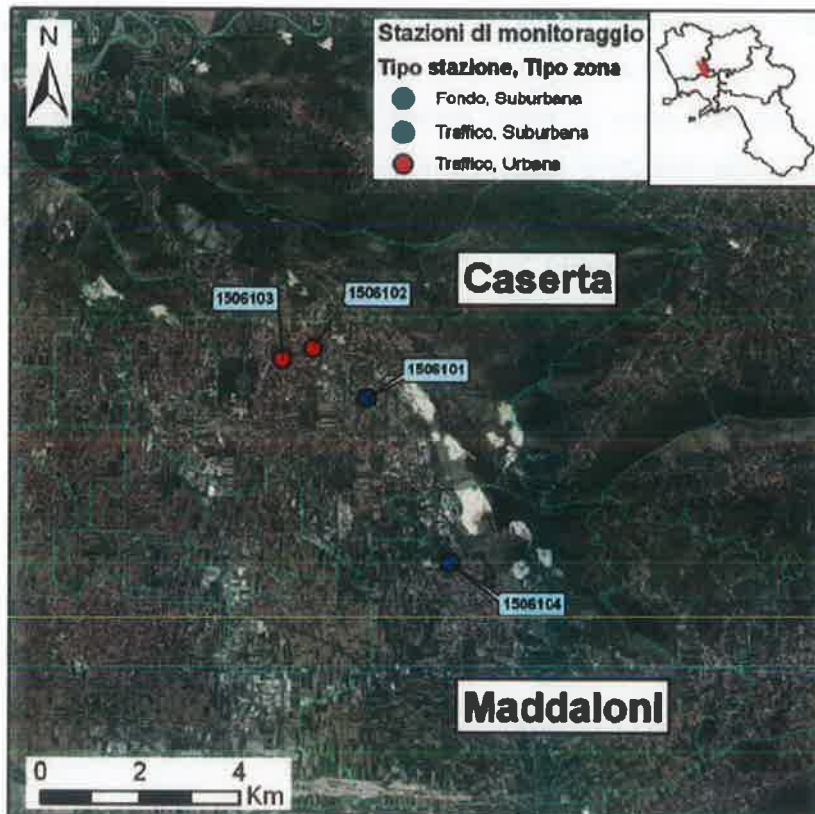 N
Stazioni di monitoraggio
Tipo stazione, Tipo zona
Fondo, Suburbana
Traffico, Suburbana
Traffico, Urbana
Caserta
1506103
1506102
1506101
1506104
Maddaloni
0 2 4
Km